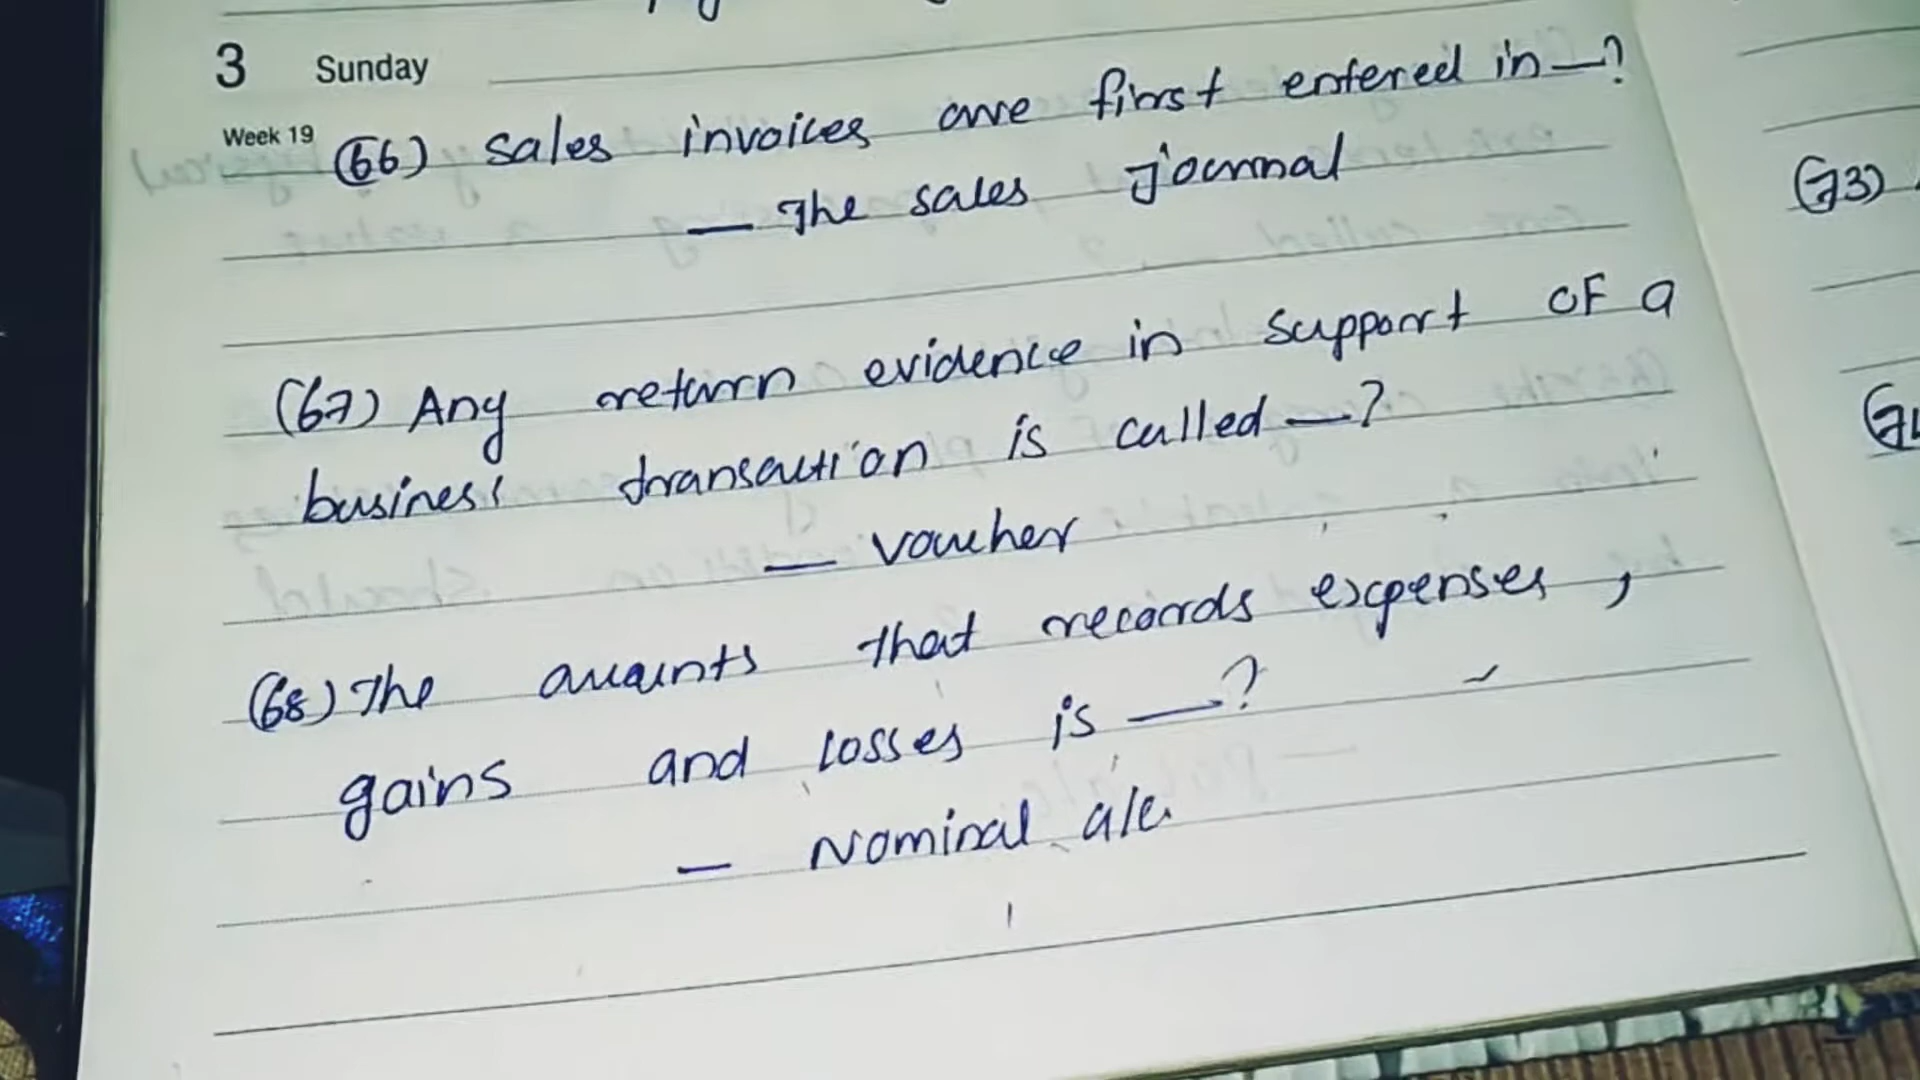 3 Sunday
Week 19
(66) Sales invoices are first entered in —?
— The sales journal
(67) Any return evidence in support of a
business transaction is called —?
— voucher
(68) The accounts that records expenses,
gains and losses is —?
— Nominal a/c.
(73)